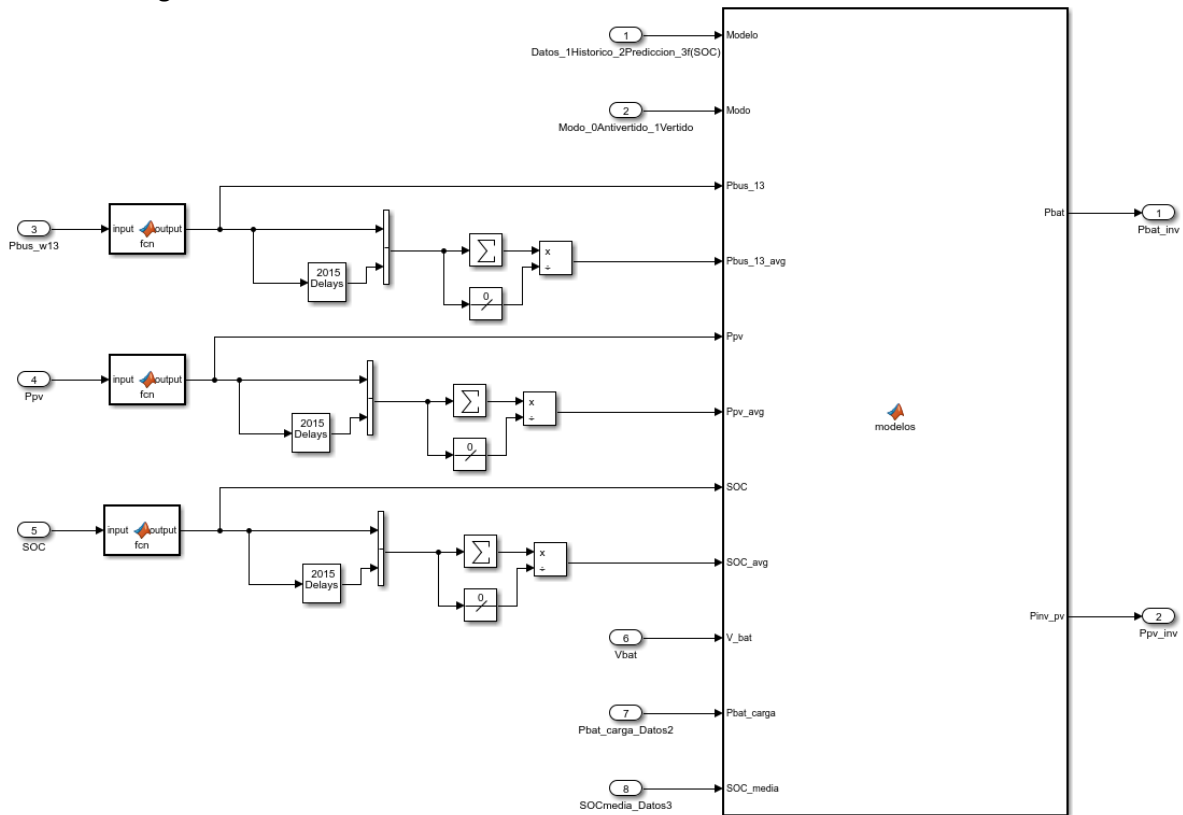 1
Datos_1Historico_2Prediccion_3f(SOC)
Modelo
2
Modo_0Antivertido_1Vertido
Modo
3
Pbus_w13
input output
fcn
2015
Delays
Σ
0
x
÷
Pbus_13
Pbus_13_avg
4
Ppv
input output
fcn
2015
Delays
Σ
0
x
÷
Ppv
Ppv_avg
5
SOC
input output
fcn
2015
Delays
Σ
0
x
÷
SOC
SOC_avg
6
Vbat
V_bat
7
Pbat_carga_Datos2
Pbat_carga
8
SOCmedia_Datos3
SOC_media
modelos
Pbat
1
Pbat_inv
Pinv_pv
2
Ppv_inv